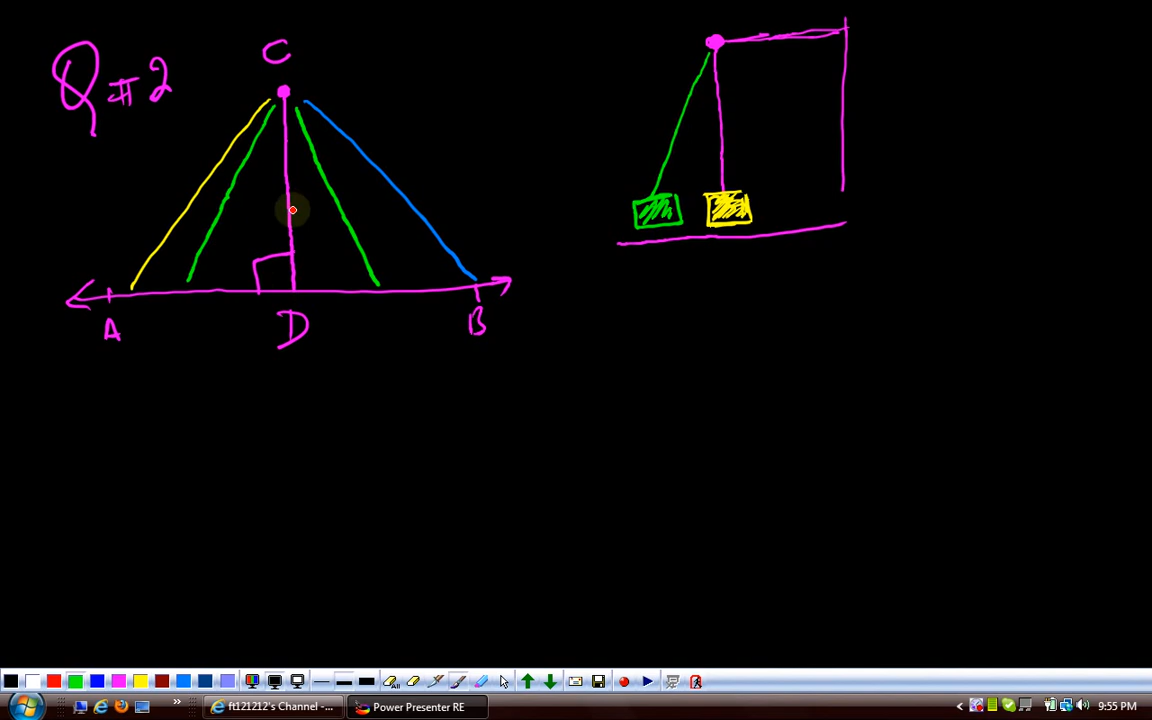 Q#2
C
A
D
B
ft121212's Channel -...
Power Presenter RE
9:55 PM